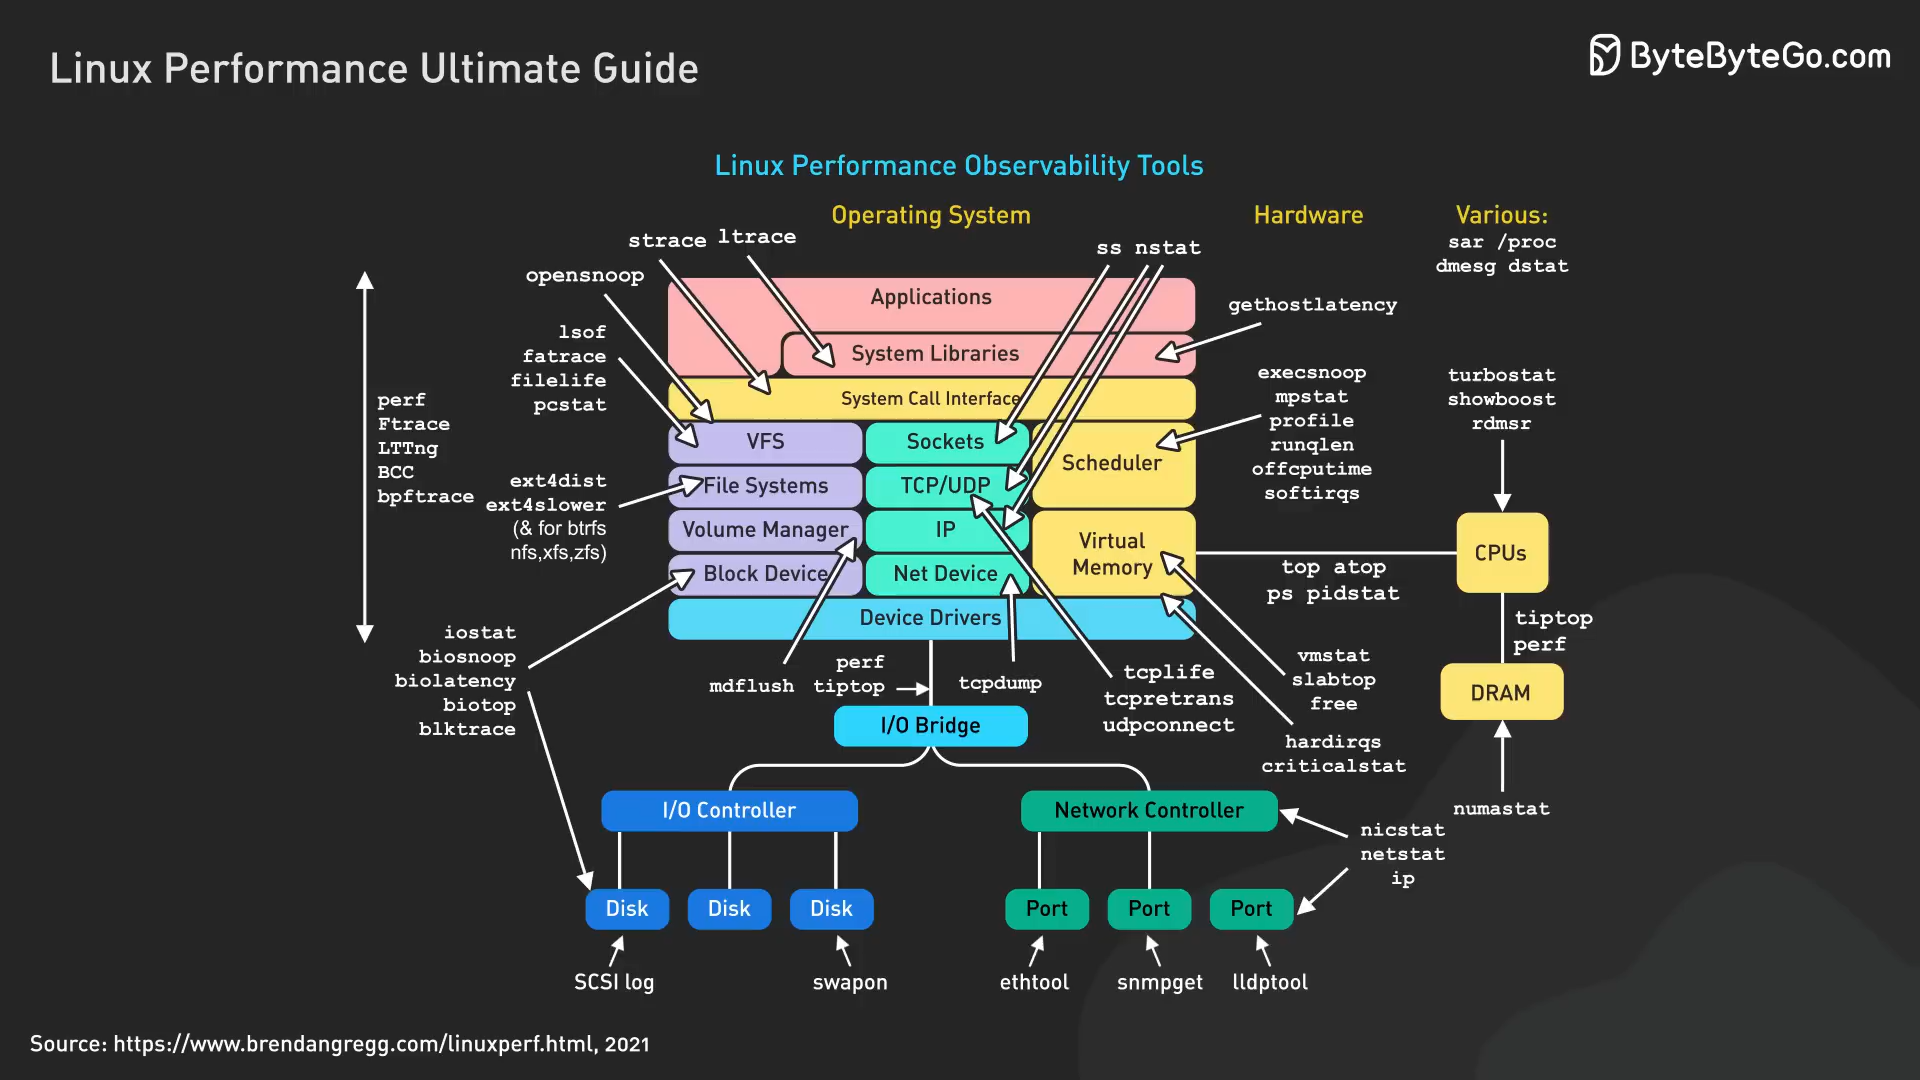 Linux Performance Ultimate Guide
ByteByteGo.com
Linux Performance Observability Tools
Operating System
Hardware
Various:
sar /proc
dmesg dstat
strace
ltrace
ss nstat
opensnoop
lsof
fatrace
filelife
pcstat
perf
Ftrace
LTTng
BCC
bpftrace
ext4dist
ext4slower
(& for btrfs
nfs,xfs,zfs)
iostat
biosnoop
biolatency
biotop
blktrace
Applications
System Libraries
System Call Interface
VFS
Sockets
Scheduler
File Systems
TCP/UDP
Volume Manager
IP
Virtual
Memory
Block Device
Net Device
Device Drivers
gethostlatency
execsnoop
mpstat
profile
runqlen
offcputime
softirqs
turbostat
showboost
rdmsr
CPUs
top atop
ps pidstat
tiptop
perf
DRAM
numastat
vmstat
slabtop
free
hardirqs
criticalstat
mdflush
perf
tiptop
tcpdump
tcplife
tcpretrans
udpconnect
I/O Bridge
I/O Controller
Network Controller
nicstat
netstat
ip
Disk
Disk
Disk
Port
Port
Port
SCSI log
swapon
ethtool
snmpget
lldptool
Source: https://www.brendangregg.com/linuxperf.html, 2021